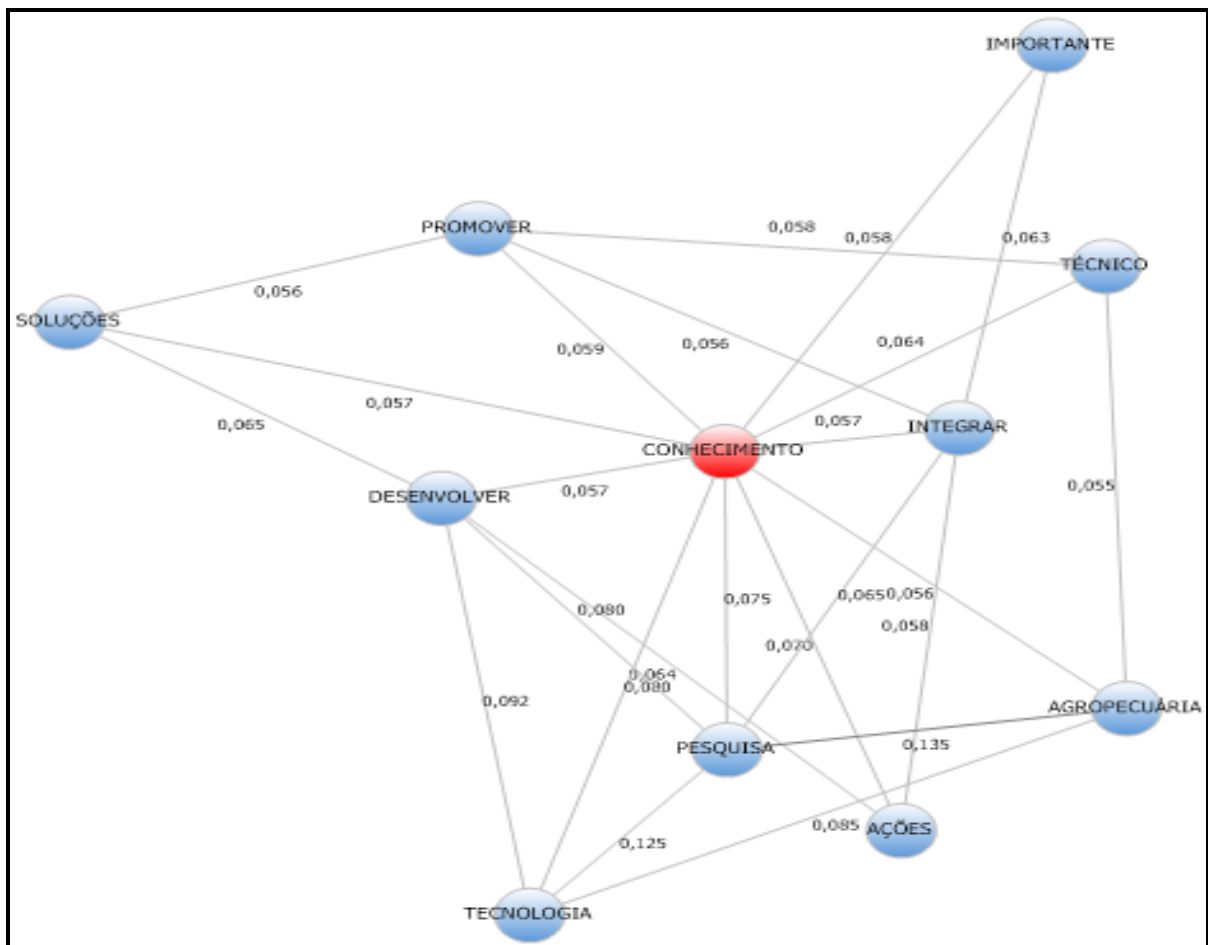 IMPORTANTE
PROMOVER
0,058
0,058
0,063
TÉCNICO
0,056
SOLUÇÕES
0,059
0,056
0,064
0,057
0,065
0,057
INTEGRAR
CONHECIMENTO
DESENVOLVER
0,057
0,055
0,080
0,075
0,065
0,056
0,058
0,070
0,064
0,080
0,092
AGROPECUÁRIA
PESQUISA
0,135
0,085
AÇÕES
0,125
TECNOLOGIA